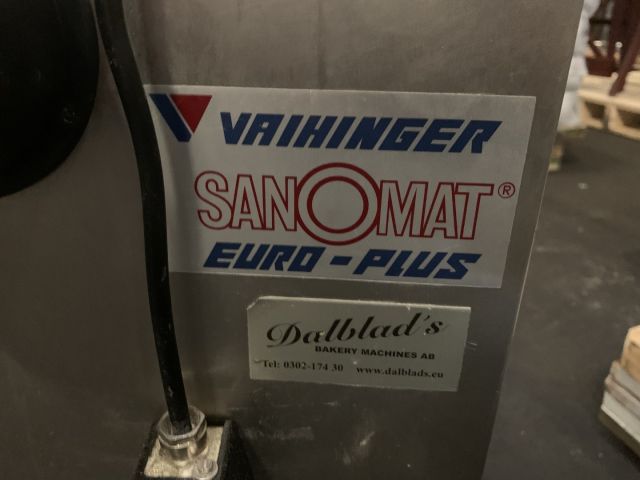 VAIHINGER
SANOMAT®
EURO-PLUS
Dalblad's
BAKERY MACHINES AB
Tel: 0302-174 30 www.dalblads.eu